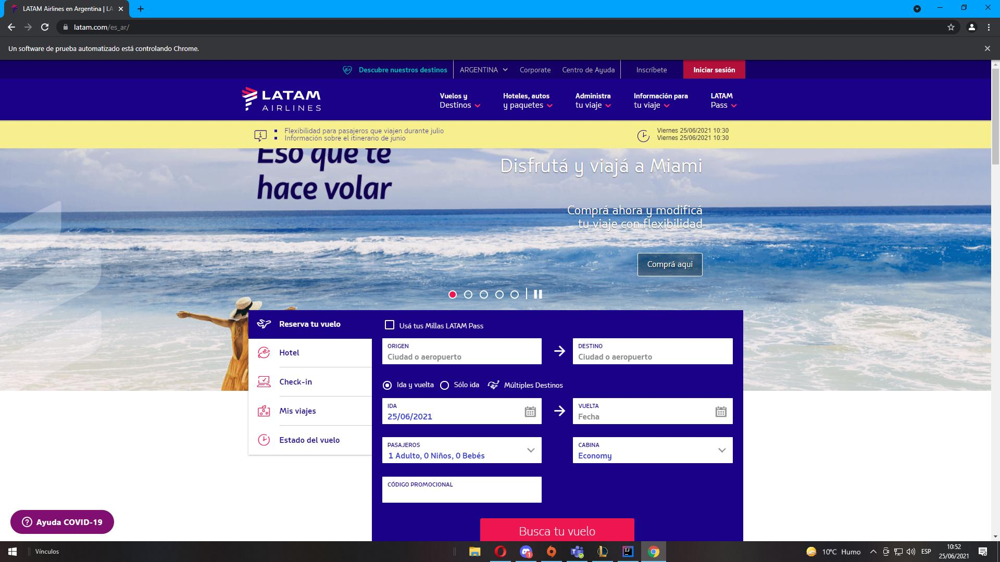 LATAM Airlines en Argentina | LA
latam.com/es_ar/
Un software de prueba automatizado está controlando Chrome.
Descubre nuestros destinos
ARGENTINA
Corporate
Centro de Ayuda
Inscríbete
Iniciar sesión
LATAM
AIRLINES
Vuelos y
Destinos
Hoteles, autos
y paquetes
Administra
tu viaje
Información para
tu viaje
LATAM
Pass
Flexibilidad para pasajeros que viajen durante julio
Información sobre el itinerario de junio
Viernes 25/06/2021 10:30
Viernes 25/06/2021 10:30
Eso que te
hace volar
Disfrutá y viajá a Miami
Comprá ahora y modificá
tu viaje con flexibilidad
Comprá aqui
Reserva tu vuelo
Hotel
Check-in
Mis viajes
Estado del vuelo
Usá tus Millas LATAM Pass
ORIGEN
Ciudad o aeropuerto
DESTINO
Ciudad o aeropuerto
Ida y vuelta
Sólo ida
Múltiples Destinos
IDA
25/06/2021
VUELTA
Fecha
PASAJEROS
1 Adulto, 0 Niños, 0 Bebés
CABINA
Economy
CÓDIGO PROMOCIONAL
Busca tu vuelo
Ayuda COVID-19
Vínculos
1
IJ
10°C Humo
ESP
10:52
25/06/2021